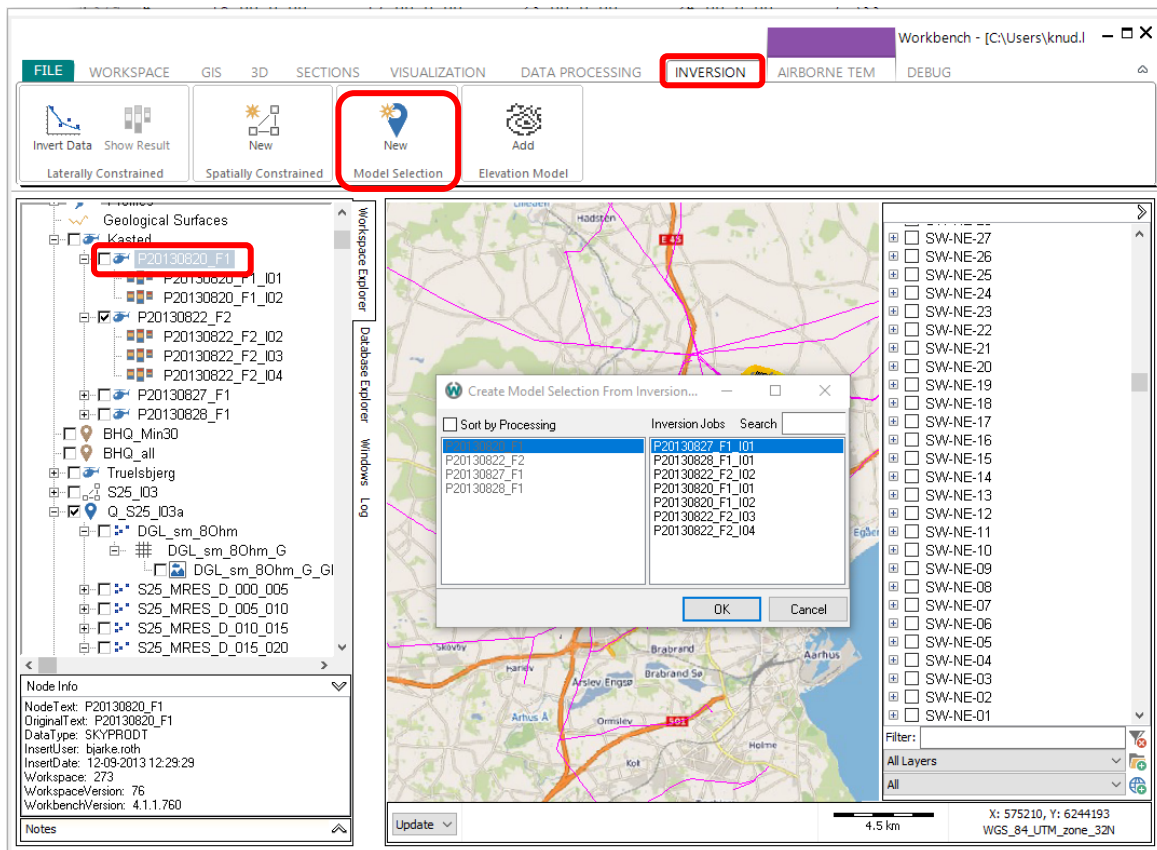 Workbench - [C:\Users\knud.l
FILE WORKSPACE GIS 3D SECTIONS VISUALIZATION DATA PROCESSING INVERSION AIRBORNE TEM DEBUG
Invert Data Show Result New New Add
Laterally Constrained Spatially Constrained Model Selection Elevation Model
Profiles
Geological Surfaces
Kasted
P20130820_F1
P20130820_F1_I01
P20130820_F1_I02
P20130822_F2
P20130822_F2_I02
P20130822_F2_I03
P20130822_F2_I04
P20130827_F1
P20130828_F1
BHQ_Min30
BHQ_all
Truelsbjerg
S25_I03
Q_S25_I03a
DGL_sm_8Ohm
DGL_sm_8Ohm_G
DGL_sm_8Ohm_G_GI
S25_MRES_D_000_005
S25_MRES_D_005_010
S25_MRES_D_010_015
S25_MRES_D_015_020
Workspace Explorer
Database Explorer
Windows
Log
Node Info
NodeText: P20130820_F1
OriginalText: P20130820_F1
DataType: SKYPRODT
InsertUser: bjarke.roth
InsertDate: 12-09-2013 12:29:29
Workspace: 273
WorkspaceVersion: 76
WorkbenchVersion: 4.1.1.760
Notes
Hadsten
E 45
Create Model Selection From Inversion...
Sort by Processing
Inversion Jobs Search
P20130820_F1
P20130822_F2
P20130827_F1
P20130828_F1
P20130827_F1_I01
P20130828_F1_I01
P20130822_F2_I02
P20130820_F1_I01
P20130820_F1_I02
P20130822_F2_I03
P20130822_F2_I04
OK Cancel
Skovby
Brabrand
Aarhus
Harlev
Brabrand Sø
Årslev Engsø
Aarhus Å
Ormslev
501
Holme
Kolt
Update
4.5 km
X: 575210, Y: 6244193
WGS_84_UTM_zone_32N
SW-NE-27
SW-NE-26
SW-NE-25
SW-NE-24
SW-NE-23
SW-NE-22
SW-NE-21
SW-NE-20
SW-NE-19
SW-NE-18
SW-NE-17
SW-NE-16
SW-NE-15
SW-NE-14
SW-NE-13
SW-NE-12
SW-NE-11
SW-NE-10
SW-NE-09
SW-NE-08
SW-NE-07
SW-NE-06
SW-NE-05
SW-NE-04
SW-NE-03
SW-NE-02
SW-NE-01
Filter:
All Layers
All